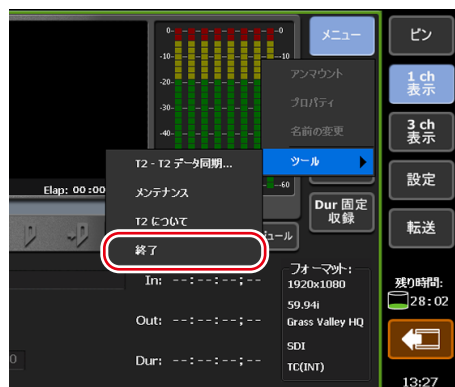 メニュー
ピン
0 0
-10 -10
アンマウント
1 ch
表示
-20
プロパティ
-30
3 ch
表示
-40
名前の変更
T2 - T2 データ同期...
ツール
設定
Elap: 00:00
メンテナンス
-60
Dur 固定
収録
T2 について
転送
終了
フォーマット:
1920x1080
In: --:--:--;--
残り時間:
28:02
59.94i
Out: --:--:--;--
Grass Valley HQ
SDI
0
Dur: --:--:--;--
TC(INT)
13:27